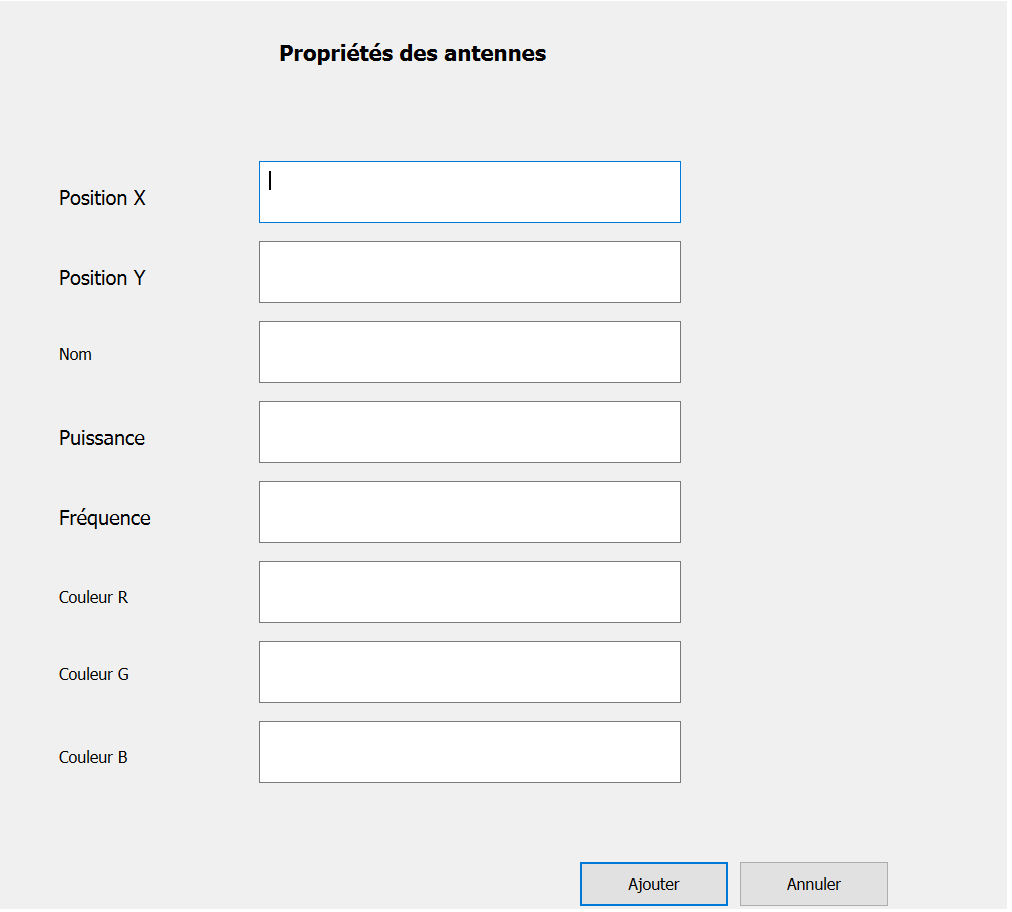 Propriétés des antennes
Position X
Position Y
Nom
Puissance
Fréquence
Couleur R
Couleur G
Couleur B
Ajouter Annuler